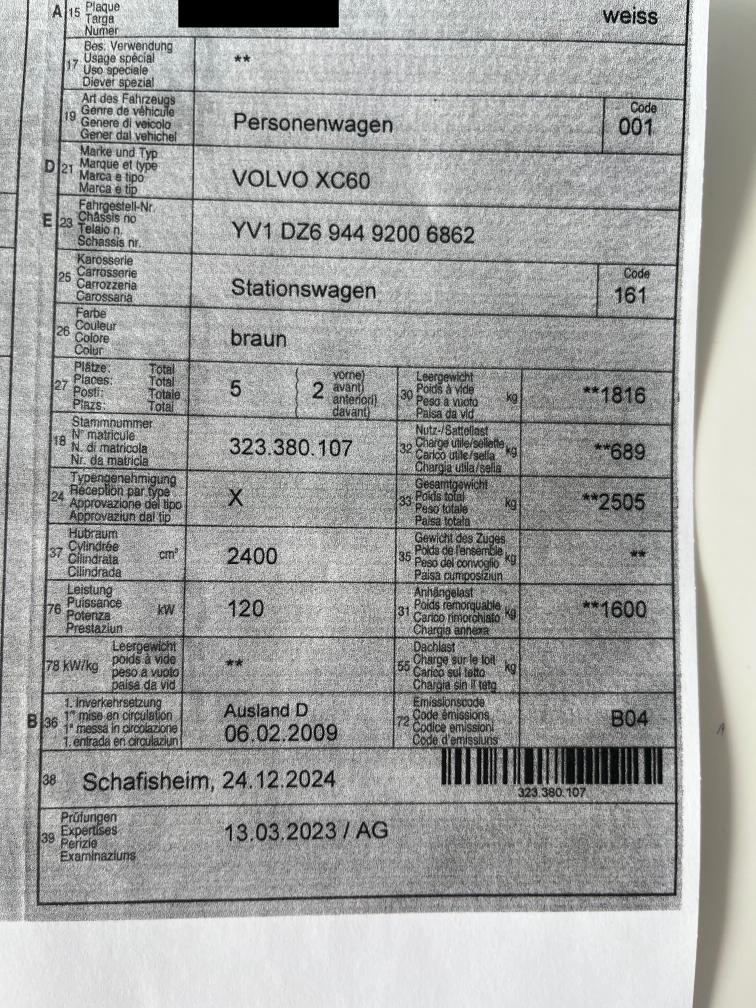 A 15 Plaque
Targa
Numer
weiss
17 Bes. Verwendung
Usage spécial
Uso speciale
Diever spezial
**
19 Art des Fahrzeugs
Genre de véhicule
Genere di veicolo
Gener dal vehichel
Personenwagen
Code
001
D 21 Marke und Typ
Marque et type
Marca e tipo
Marca e tip
VOLVO XC60
E 23 Fahrgestell-Nr.
Châssis no
Telaio n.
Schassis nr.
YV1 DZ6 944 9200 6862
25 Karosserie
Carrosserie
Carrozzeria
Carossaria
Stationswagen
Code
161
26 Farbe
Couleur
Colore
Colur
braun
27 Plätze: Total
Places: Total
Posti: Totale
Plazs: Total
5
( 2 vorne)
avant)
anteriori)
davant)
30 Leergewicht
Poids à vide
Peso a vuoto
Paisa da vid
kg
**1816
18 Stammnummer
N° matricule
N. di matricola
Nr. da matricla
323.380.107
32 Nutz-/Sattellast
Charge utile/sellette
Carico utile/sella
Chargia utila/sella
kg
**689
24 Typengenehmigung
Réception par type
Approvazione del tipo
Approvaziun dal tip
X
33 Gesamtgewicht
Poids total
Peso totale
Paisa totala
kg
**2505
37 Hubraum
Cylindrée
Cilindrata
Cilindrada
cm³
2400
35 Gewicht des Zuges
Poids de l'ensemble
Peso del convoglio
Paisa cumposiziun
kg
**
76 Leistung
Puissance
Potenza
Prestaziun
kW
120
31 Anhängelast
Poids remorquable
Carico rimorchiato
Chargia annexa
kg
**1600
78 kW/kg Leergewicht
poids à vide
peso a vuoto
paisa da vid
**
55 Dachlast
Charge sur le toit
Carico sul tetto
Chargia sin il tetg
kg
B 36 1. Inverkehrsetzung
1re mise en circulation
1a messa in circolazione
1. entrada en circulaziun
Ausland D
06.02.2009
72 Emissionscode
Code émissions
Codice emissioni
Code d'emissiuns
B04
38 Schafisheim, 24.12.2024
323.380.107
39 Prüfungen
Expertises
Perizie
Examinaziuns
13.03.2023 / AG